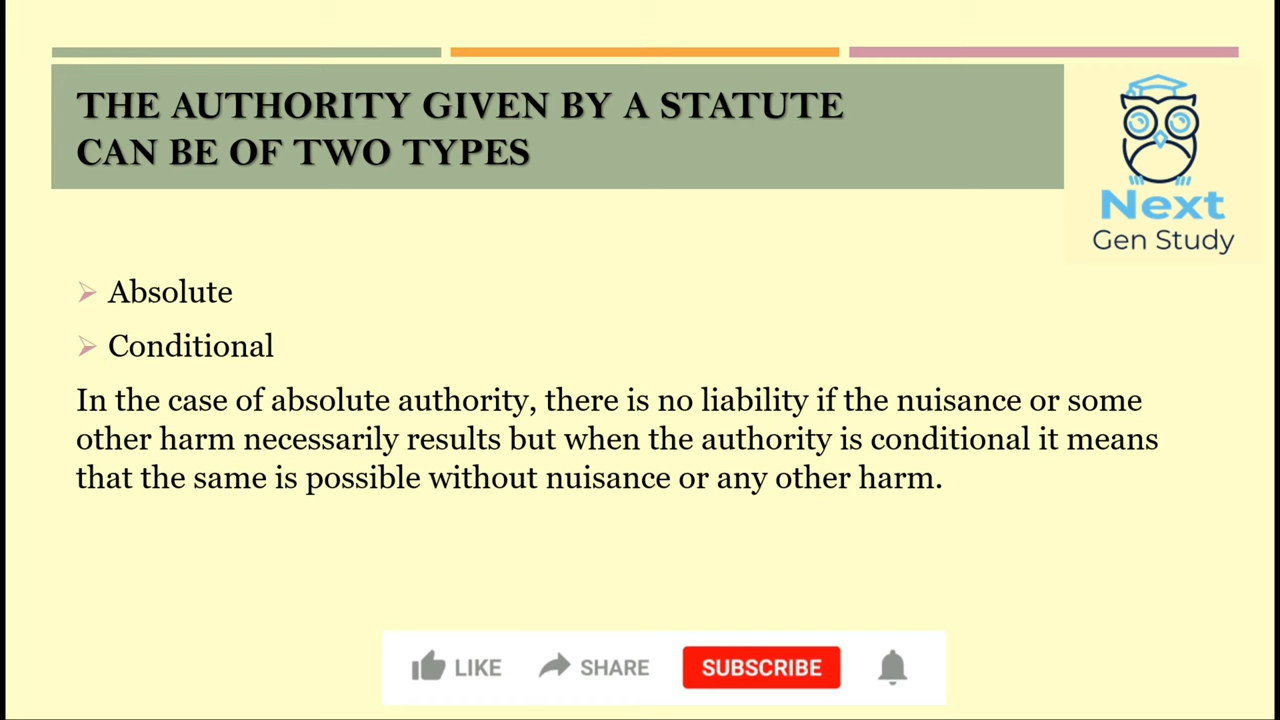 THE AUTHORITY GIVEN BY A STATUTE
CAN BE OF TWO TYPES
Next
Gen Study
Absolute
Conditional
In the case of absolute authority, there is no liability if the nuisance or some
other harm necessarily results but when the authority is conditional it means
that the same is possible without nuisance or any other harm.
LIKE
SHARE
SUBSCRIBE